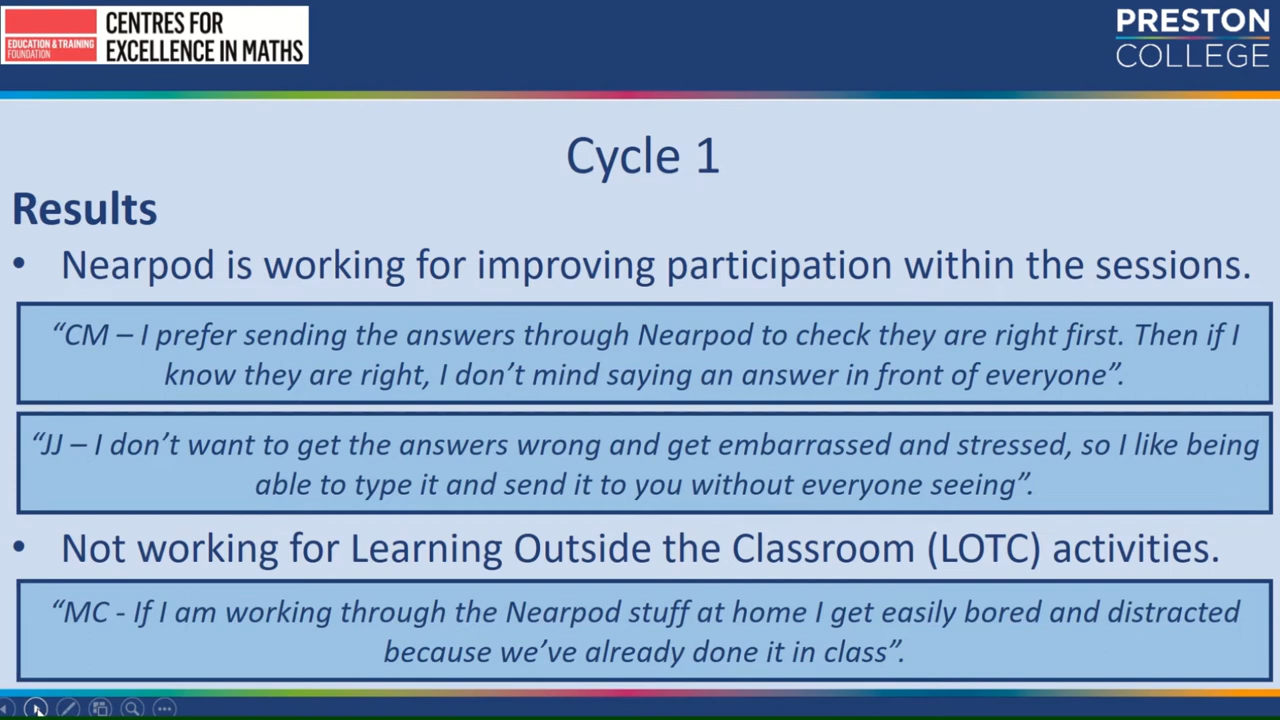 EDUCATION & TRAINING
FOUNDATION
CENTRES FOR
EXCELLENCE IN MATHS
PRESTON
COLLEGE
Cycle 1
Results
• Nearpod is working for improving participation within the sessions.
“CM – I prefer sending the answers through Nearpod to check they are right first. Then if I
know they are right, I don’t mind saying an answer in front of everyone”.
“JJ – I don’t want to get the answers wrong and get embarrassed and stressed, so I like being
able to type it and send it to you without everyone seeing”.
• Not working for Learning Outside the Classroom (LOTC) activities.
“MC - If I am working through the Nearpod stuff at home I get easily bored and distracted
because we’ve already done it in class”.